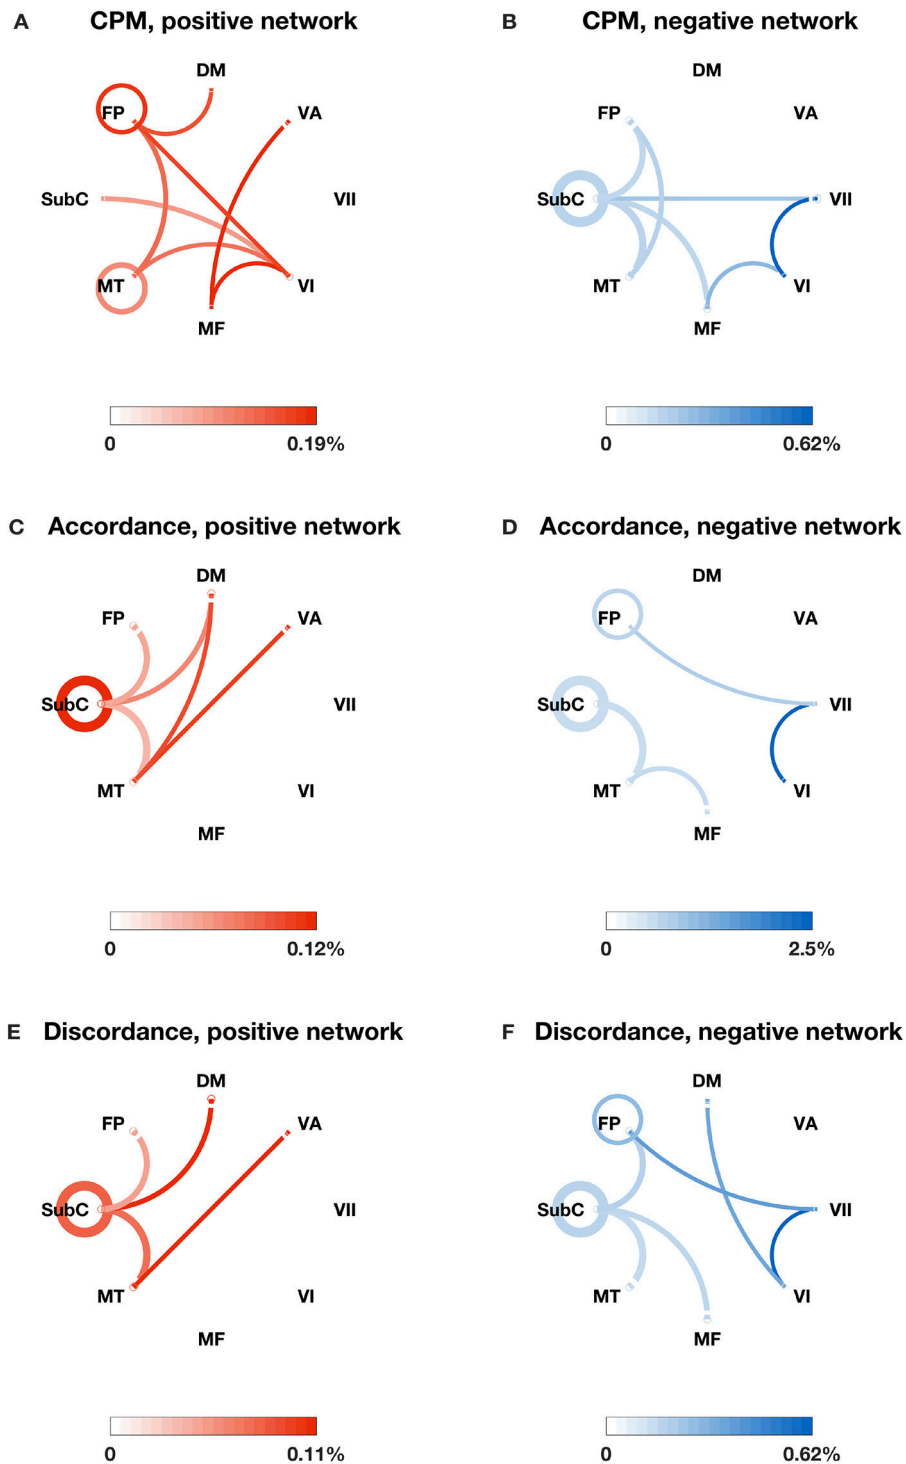 A CPM, positive network
DM
FP VA
SubC VII
MT VI
MF
0 0.19%
B CPM, negative network
DM
FP VA
SubC VII
MT VI
MF
0 0.62%
C Accordance, positive network
DM
FP VA
SubC VII
MT VI
MF
0 0.12%
D Accordance, negative network
DM
FP VA
SubC VII
MT VI
MF
0 2.5%
E Discordance, positive network
DM
FP VA
SubC VII
MT VI
MF
0 0.11%
F Discordance, negative network
DM
FP VA
SubC VII
MT VI
MF
0 0.62%